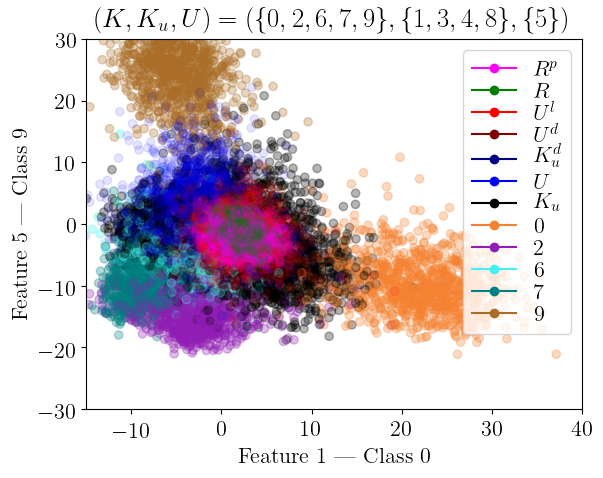 (K, K_u, U) = ({0, 2, 6, 7, 9}, {1, 3, 4, 8}, {5})
30
20
10
0
−10
−20
−30
Feature 5 — Class 9
−10
0
10
20
30
40
Feature 1 — Class 0
R^p
R
U^l
U^d
K_u^d
U
K_u
0
2
6
7
9